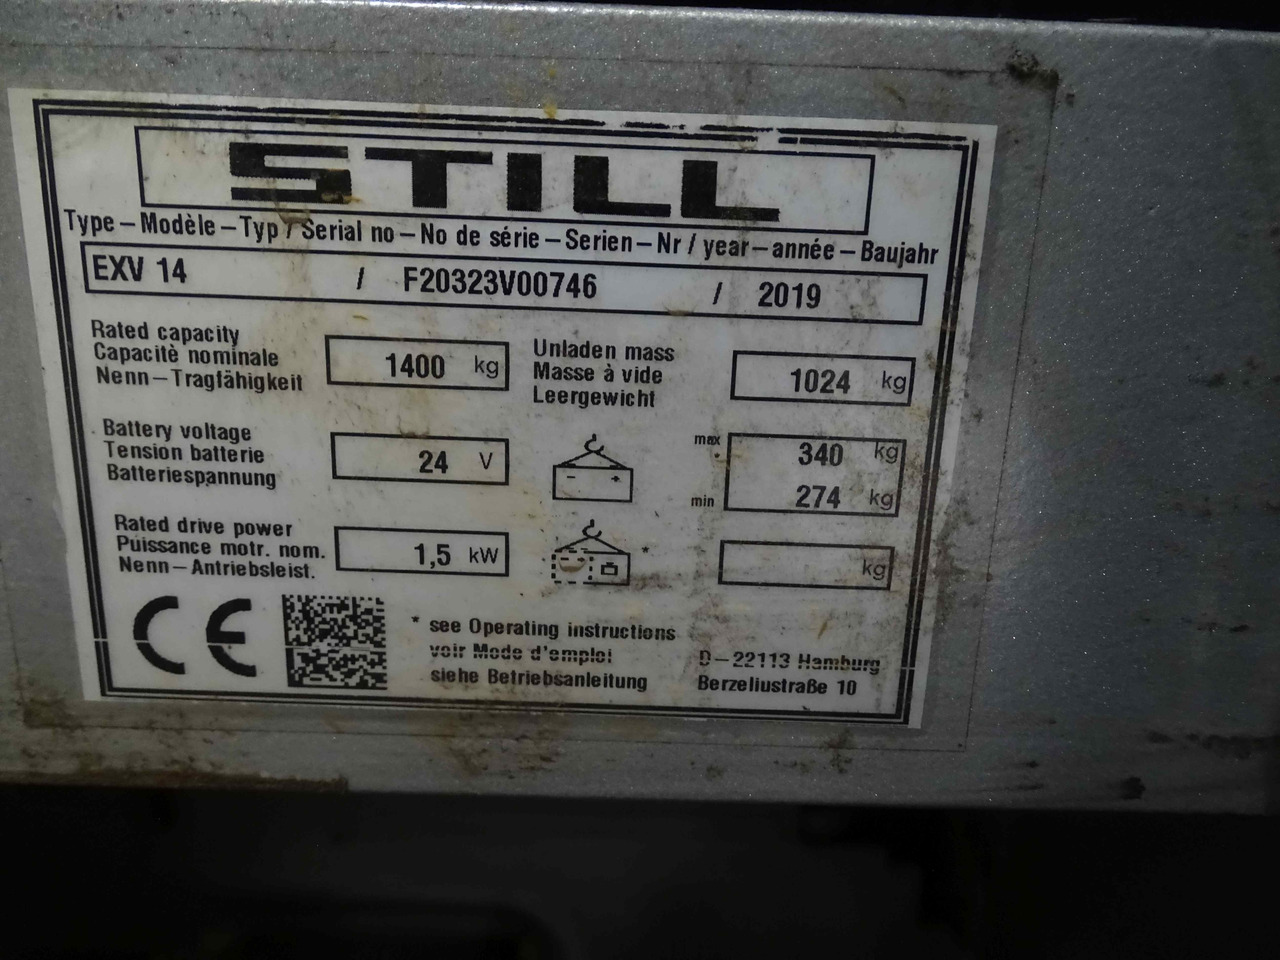 STILL
Type – Modèle – Typ / Serial no – No de série – Serien – Nr / year – année – Baujahr
EXV 14 / F20323V00746 / 2019
Rated capacity
Capacitè nominale
Nenn – Tragfähigkeit
1400 kg
Unladen mass
Masse à vide
Leergewicht
1024 kg
Battery voltage
Tension batterie
Batteriespannung
24 V
max 340 kg
min 274 kg
Rated drive power
Puissance motr. nom.
Nenn – Antriebsleist.
1,5 kW
*
kg
CE
* see Operating instructions
voir Mode d'emploi
siehe Betriebsanleitung
D – 22113 Hamburg
Berzeliustraße 10